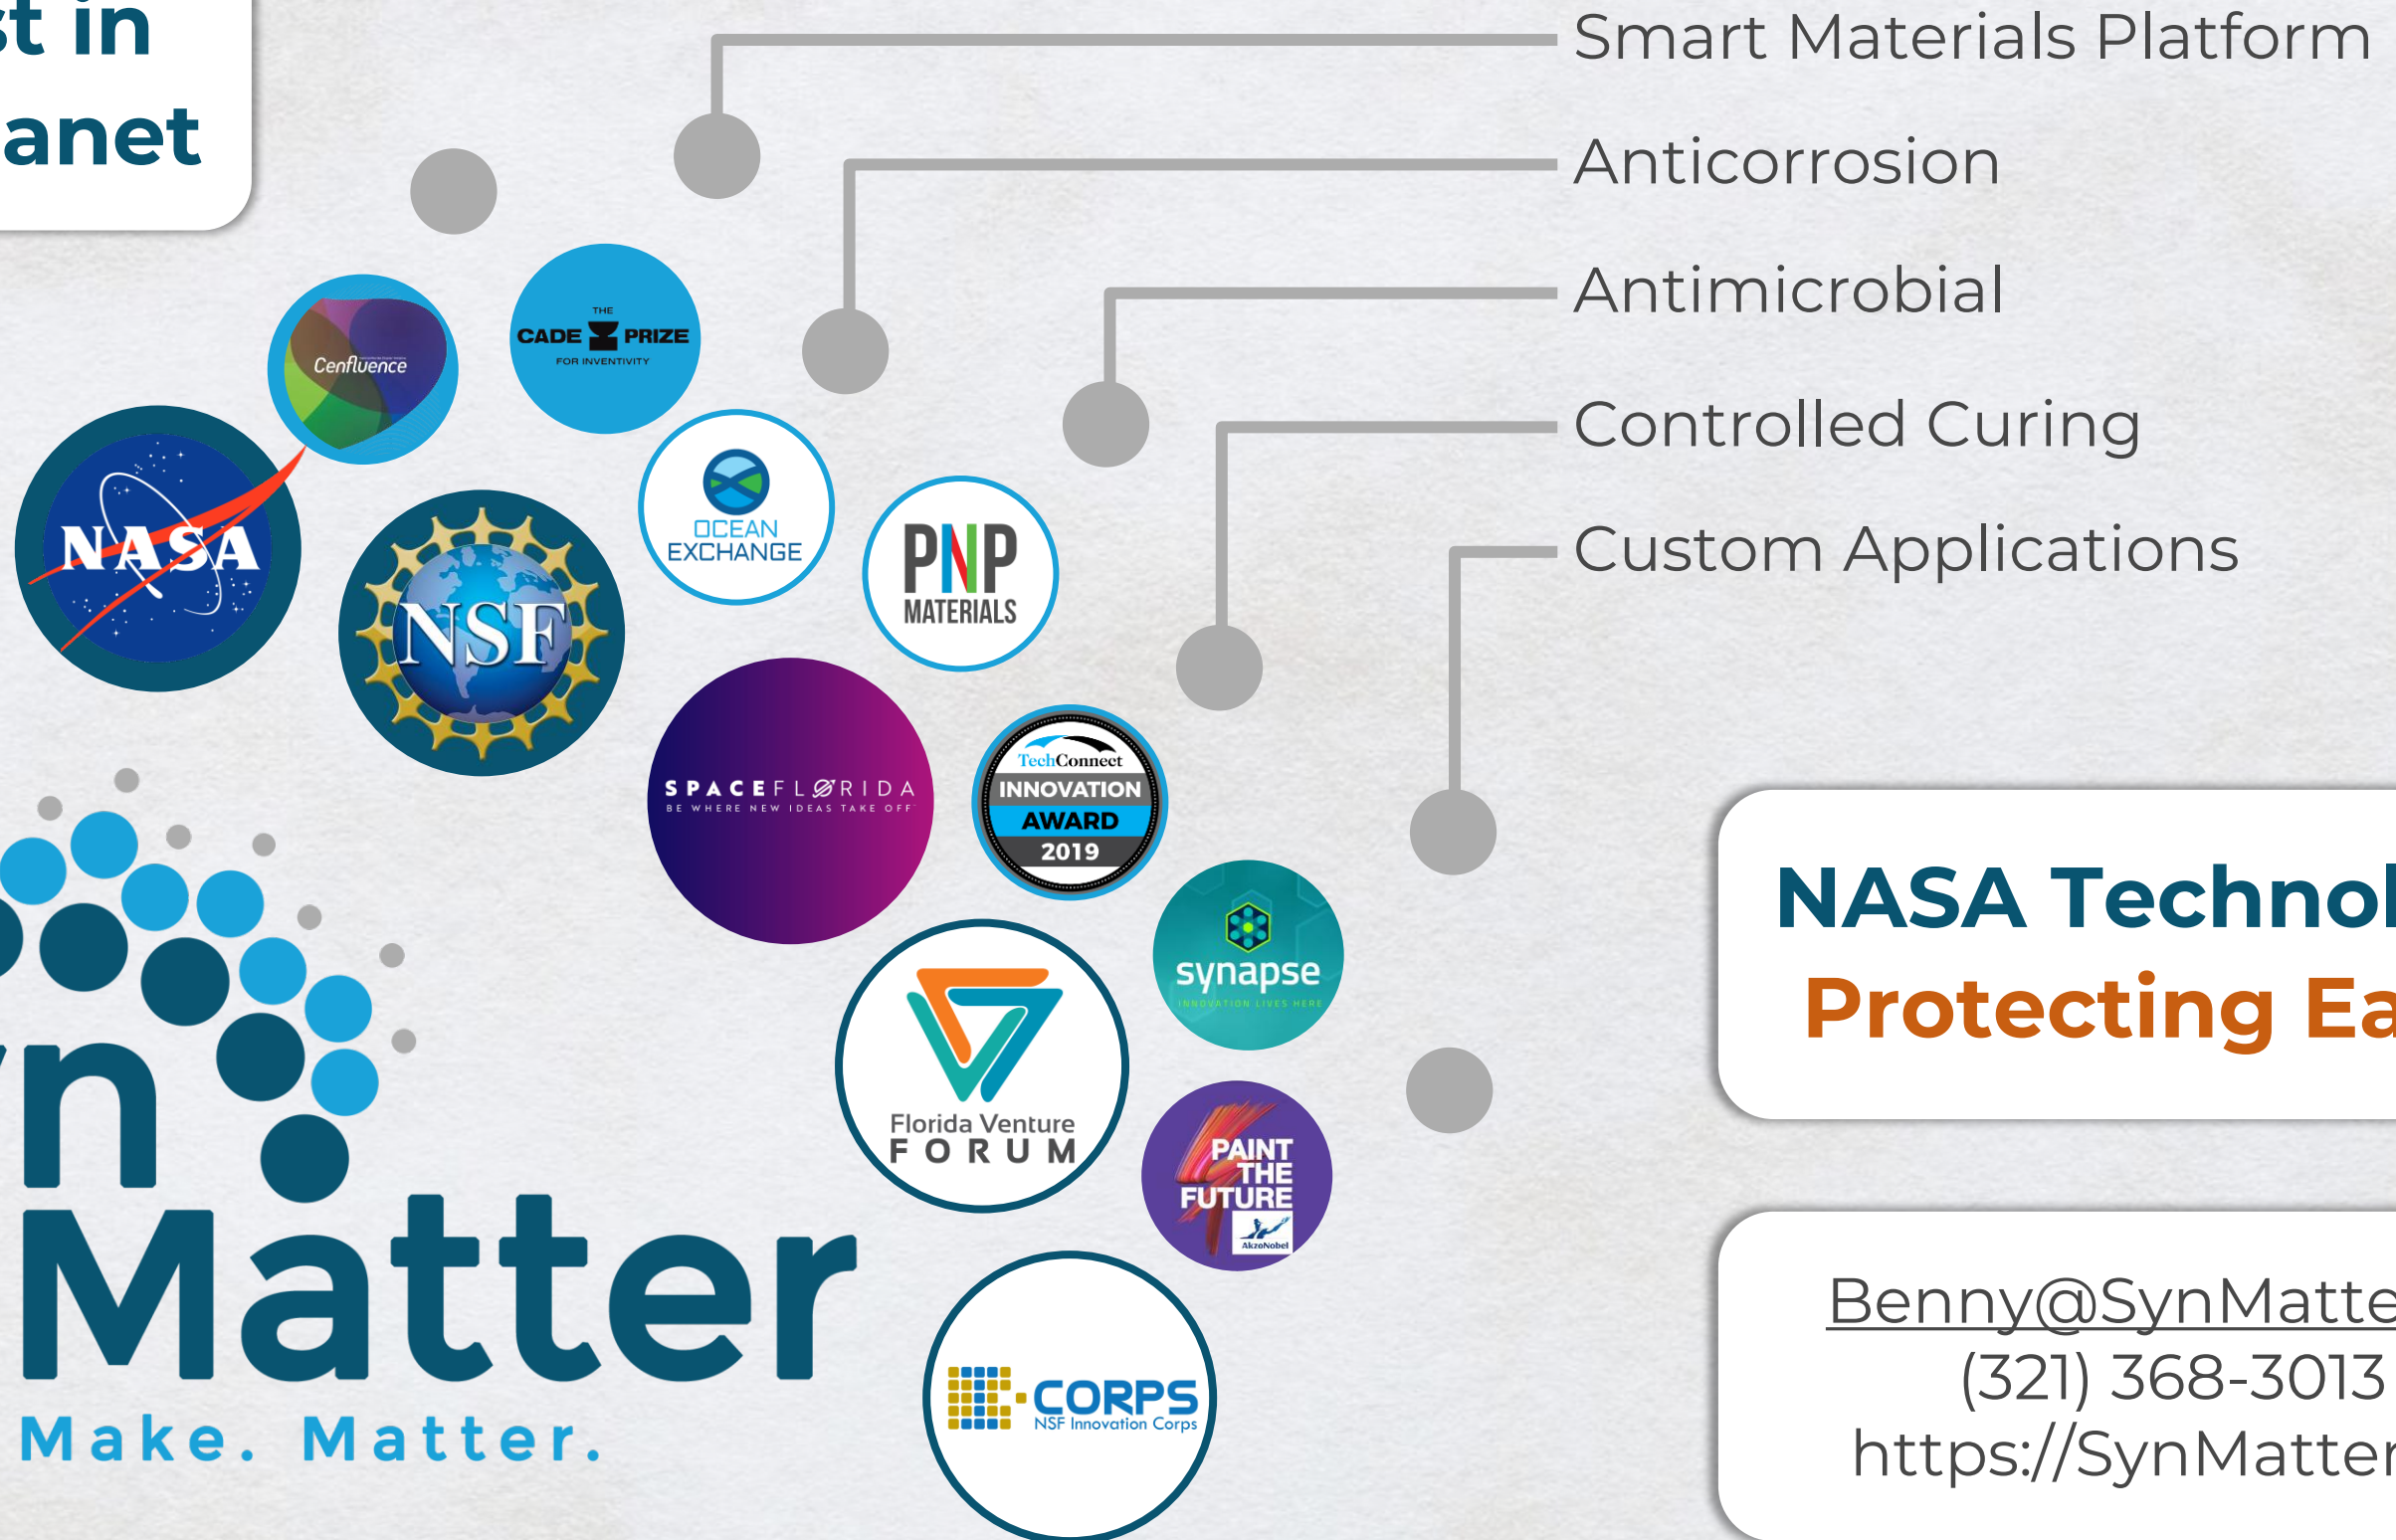 st in
anet
Smart Materials Platform
Anticorrosion
Antimicrobial
Controlled Curing
Custom Applications
Cenfluence
THE
CADE PRIZE
FOR INVENTIVITY
NASA
NSF
OCEAN
EXCHANGE
PNP
MATERIALS
SPACEFLØRIDA
BE WHERE NEW IDEAS TAKE OFF
TechConnect
INNOVATION
AWARD
2019
synapse
INNOVATION LIVES HERE
Florida Venture
FORUM
PAINT
THE
FUTURE
AkzoNobel
CORPS
NSF Innovation Corps
yn
Matter
Make. Matter.
NASA Technol
Protecting Ea
Benny@SynMatte
(321) 368-3013
https://SynMatter